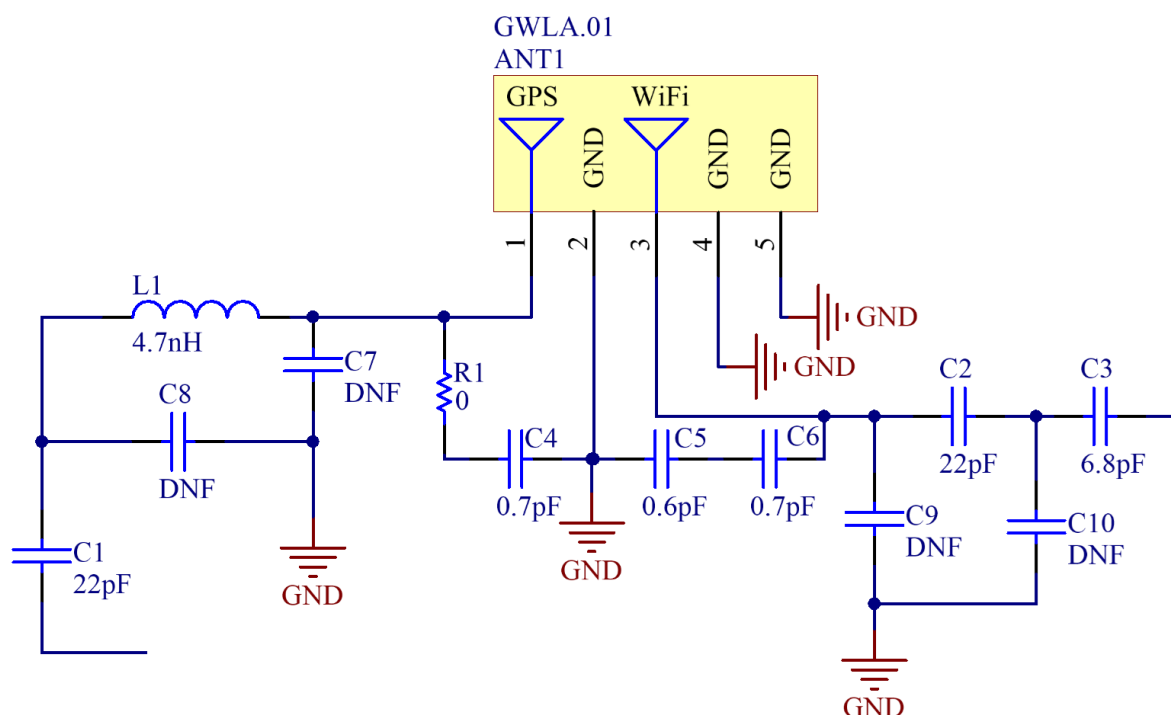 GWLA.01
ANT1
GPS
GND
WiFi
GND
GND
1
2
3
4
5
L1
4.7nH
C7
DNF
C8
DNF
C1
22pF
GND
R1
0
C4
0.7pF
GND
C5
0.6pF
C6
0.7pF
GND
GND
C2
22pF
C3
6.8pF
C9
DNF
C10
DNF
GND